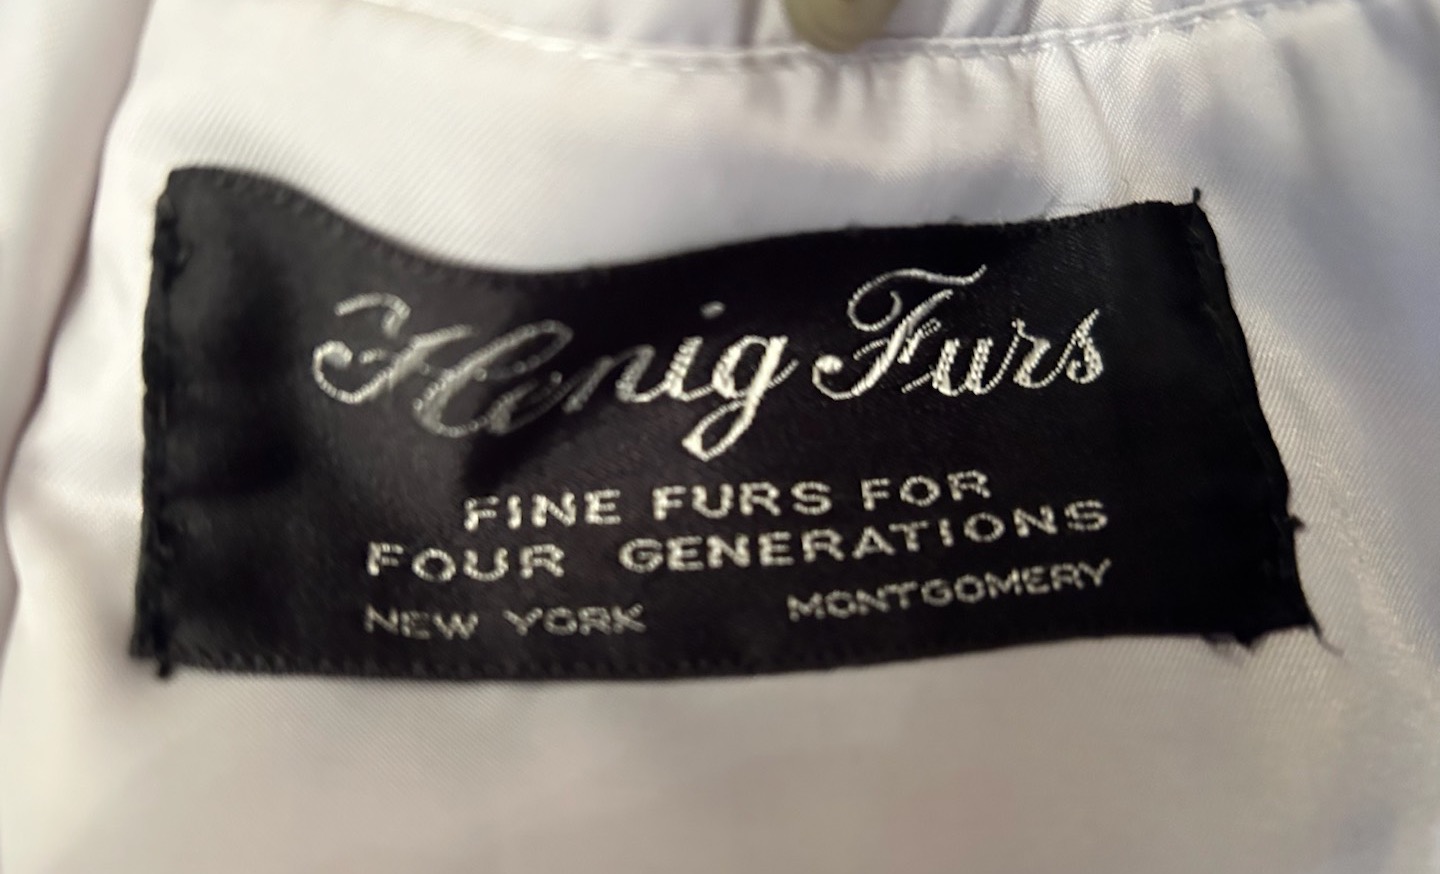 Henig Furs
FINE FURS FOR
FOUR GENERATIONS
NEW YORK MONTGOMERY